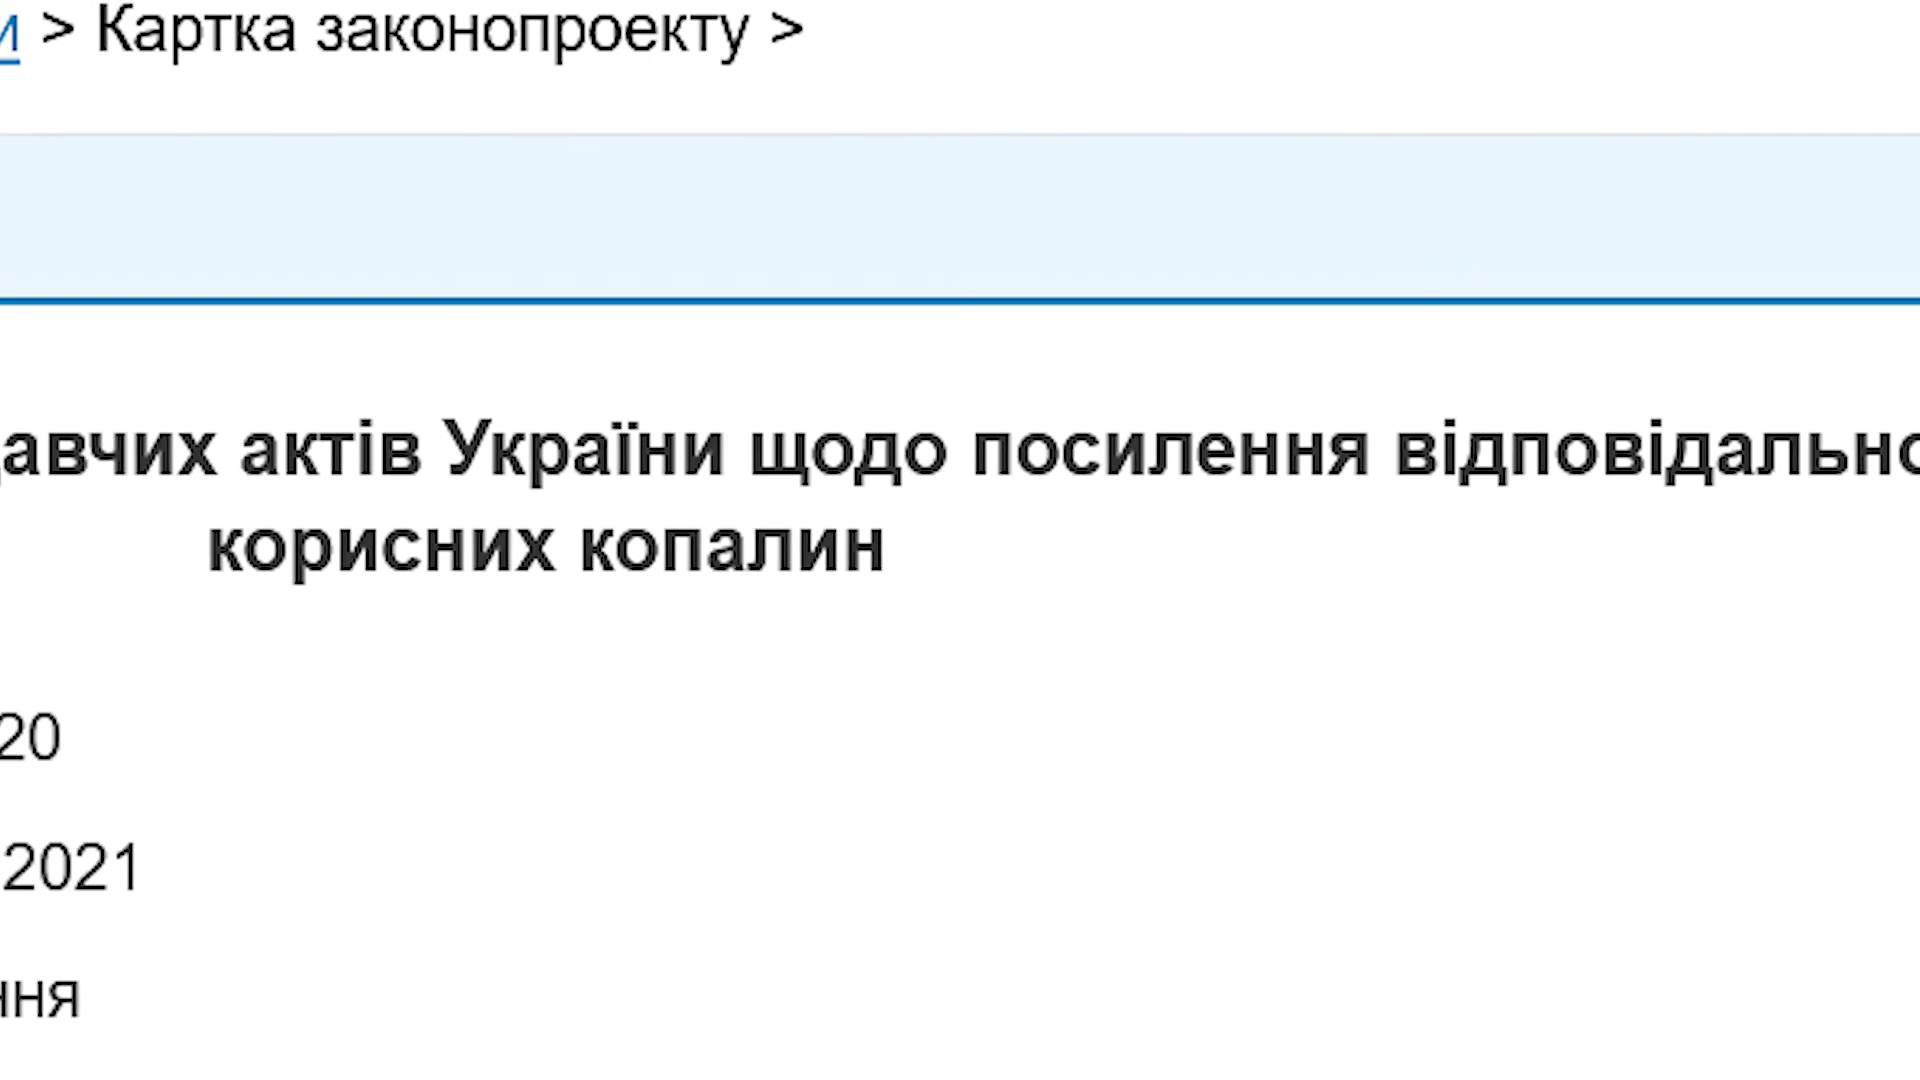 и > Картка законопроекту >
давчих актів України щодо посилення відповідально
корисних копалин
20
2021
ння